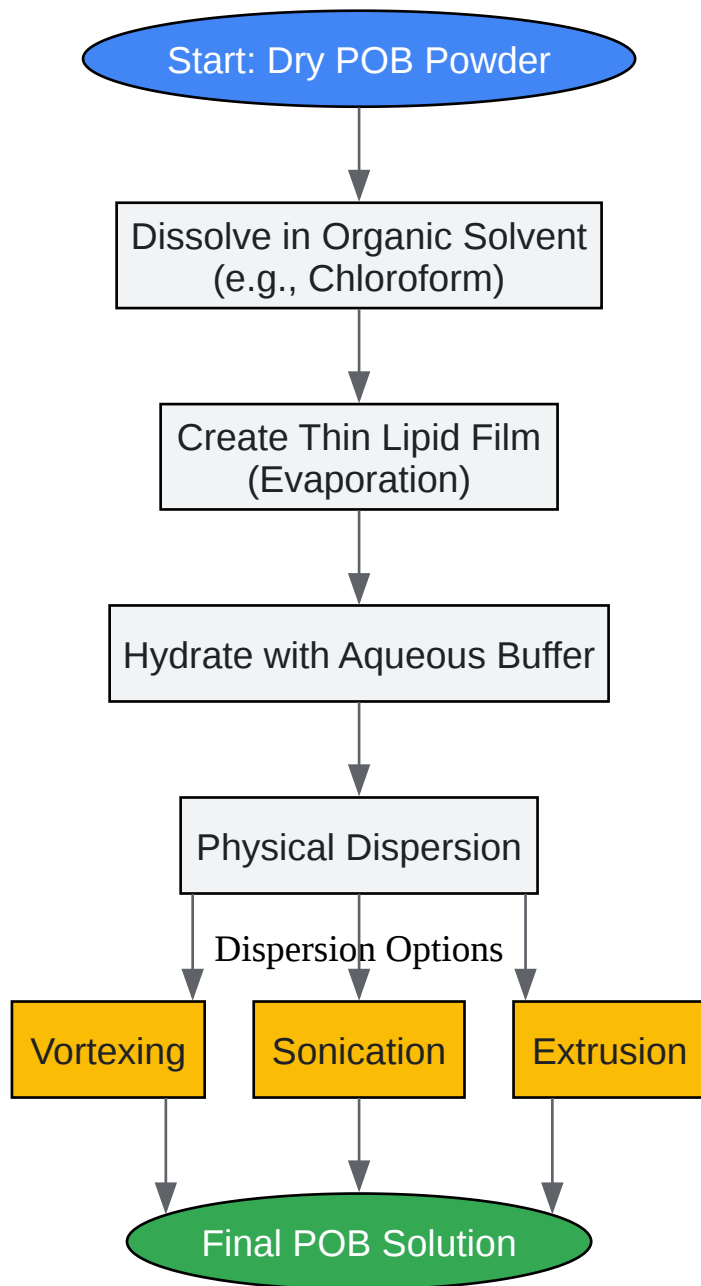 Start: Dry POB Powder
Dissolve in Organic Solvent
(e.g., Chloroform)
Create Thin Lipid Film
(Evaporation)
Hydrate with Aqueous Buffer
Physical Dispersion
Dispersion Options
Vortexing
Sonication
Extrusion
Final POB Solution